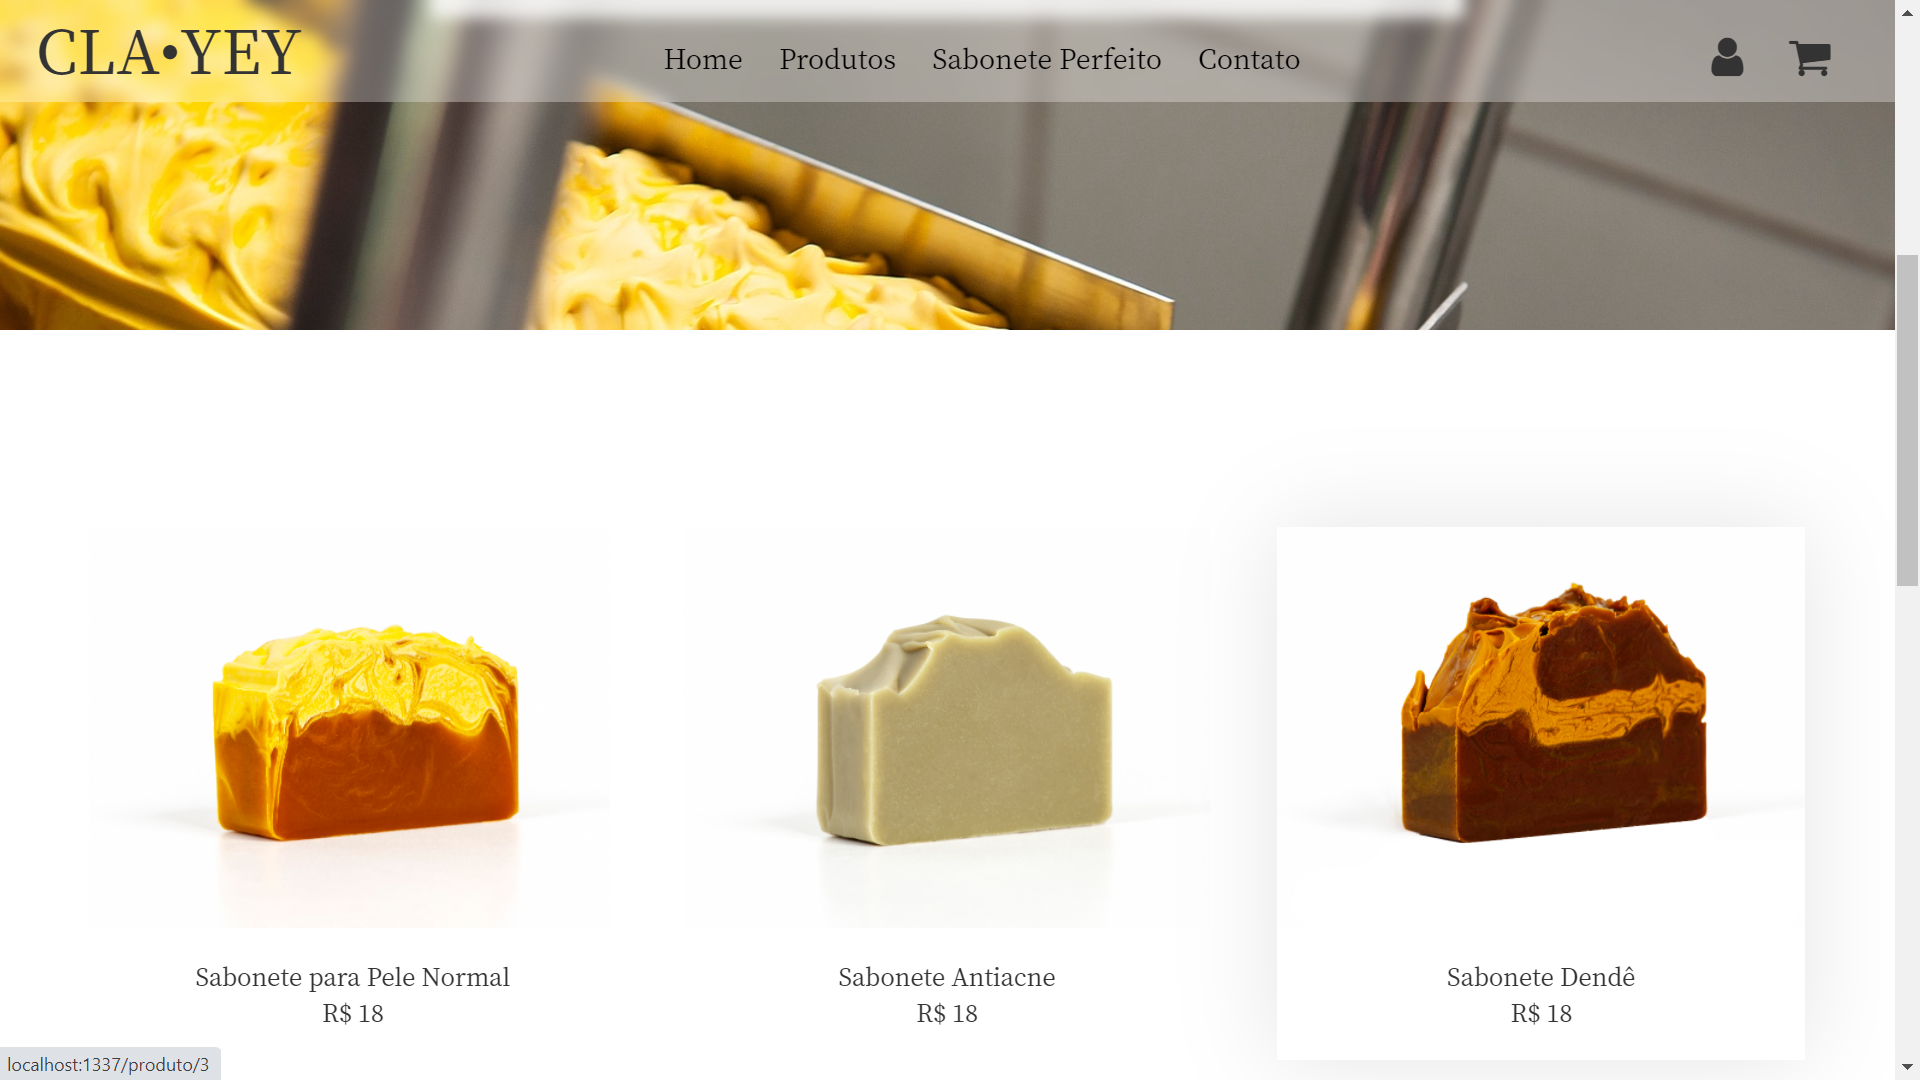 CLA•YEY
Home Produtos Sabonete Perfeito Contato
Sabonete para Pele Normal
R$ 18
Sabonete Antiacne
R$ 18
Sabonete Dendê
R$ 18
localhost:1337/produto/3